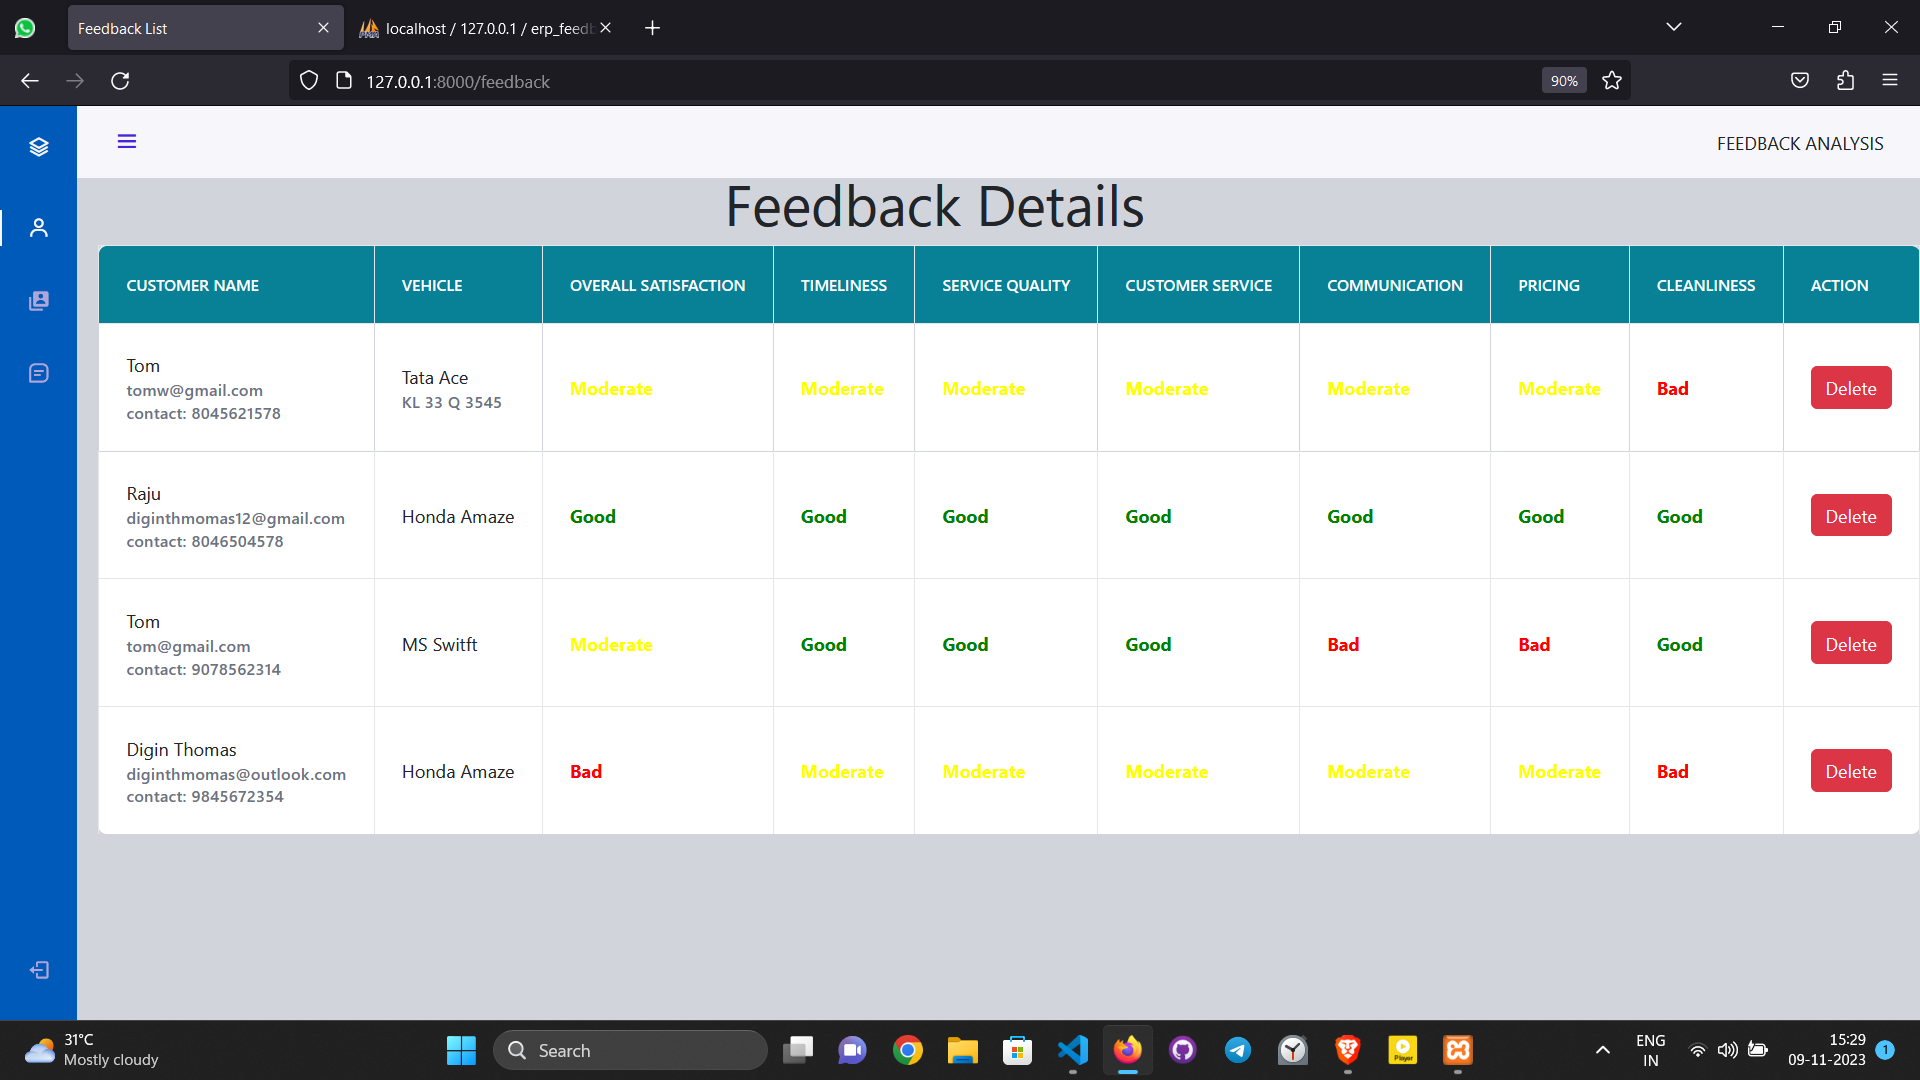 Feedback List
localhost / 127.0.0.1 / erp_feedb
127.0.0.1:8000/feedback
90%
FEEDBACK ANALYSIS
Feedback Details
CUSTOMER NAME VEHICLE OVERALL SATISFACTION TIMELINESS SERVICE QUALITY CUSTOMER SERVICE COMMUNICATION PRICING CLEANLINESS ACTION
Tom
tomw@gmail.com
contact: 8045621578
Tata Ace
KL 33 Q 3545
Moderate Moderate Moderate Moderate Moderate Moderate Bad Delete
Raju
diginthmomas12@gmail.com
contact: 8046504578
Honda Amaze Good Good Good Good Good Good Good Delete
Tom
tom@gmail.com
contact: 9078562314
MS Switft Moderate Good Good Good Bad Bad Good Delete
Digin Thomas
diginthmomas@outlook.com
contact: 9845672354
Honda Amaze Bad Moderate Moderate Moderate Moderate Moderate Bad Delete
31°C
Mostly cloudy
Search
Player
ENG
IN
15:29
09-11-2023
1